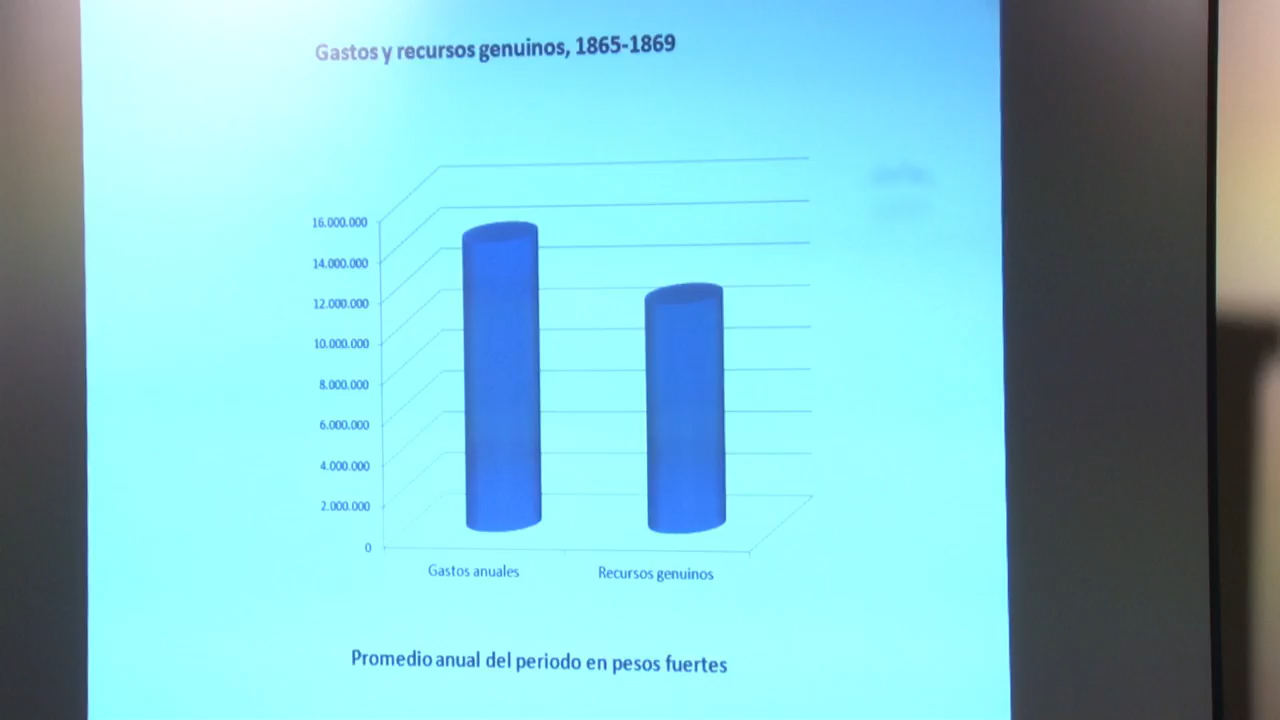 Gastos y recursos genuinos, 1865-1869
16.000.000
14.000.000
12.000.000
10.000.000
8.000.000
6.000.000
4.000.000
2.000.000
0
Gastos anuales
Recursos genuinos
Promedio anual del periodo en pesos fuertes